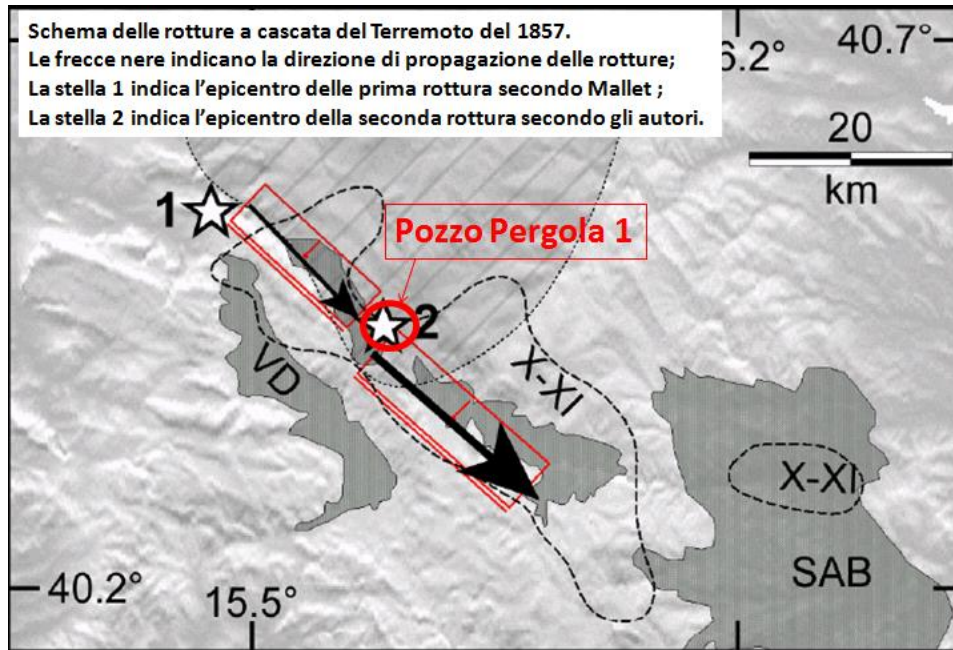 Schema delle rotture a cascata del Terremoto del 1857.
Le frecce nere indicano la direzione di propagazione delle rotture;
La stella 1 indica l'epicentro delle prima rottura secondo Mallet ;
La stella 2 indica l'epicentro della seconda rottura secondo gli autori.
6.2°
40.7°
20
km
1
Pozzo Pergola 1
2
VD
X-XI
X-XI
SAB
40.2°
15.5°